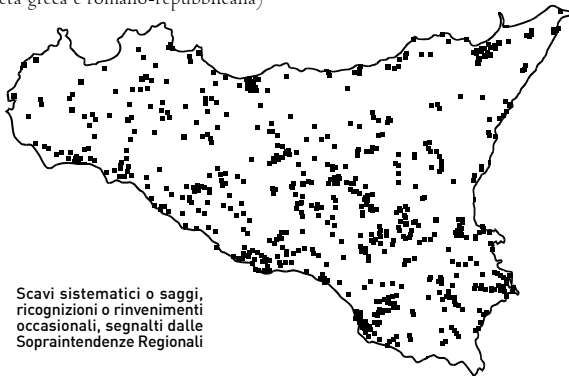 età greca e romano-repubblicana)
Scavi sistematici o saggi,
ricognizioni o rinvenimenti
occasionali, segnalti dalle
Sopraintendenze Regionali